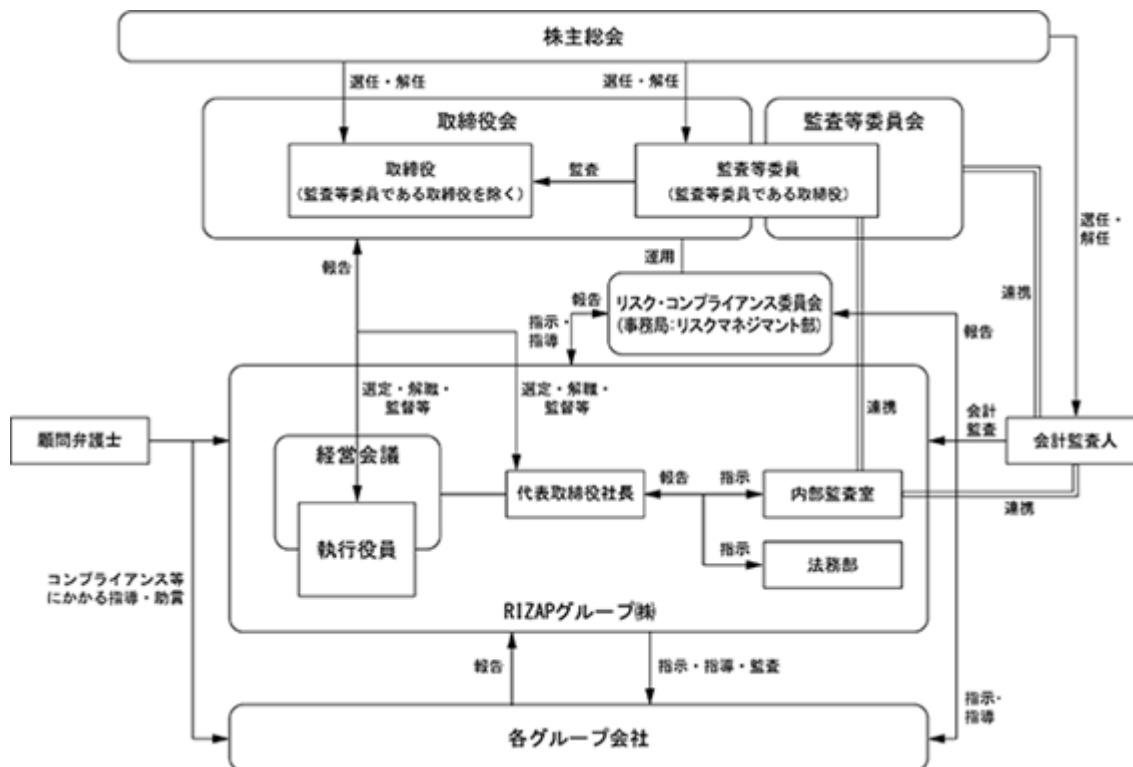 株主総会
選任・解任
選任・解任
取締役会
監査等委員会
取締役
(監査等委員である取締役を除く)
監査
監査等委員
(監査等委員である取締役)
選任・
解任
報告
運用
連携
報告
リスク・コンプライアンス委員会
(事務局:リスクマネジマント部)
指示・
指導
報告
選定・解職・
監督等
選定・解職・
監督等
連携
会計
監査
顧問弁護士
会計監査人
経営会議
代表取締役社長
報告
指示
内部監査室
連携
執行役員
指示
法務部
コンプライアンス等
にかかる指導・助言
RIZAPグループ㈱
報告
指示・指導・監査
指示・
指導
各グループ会社